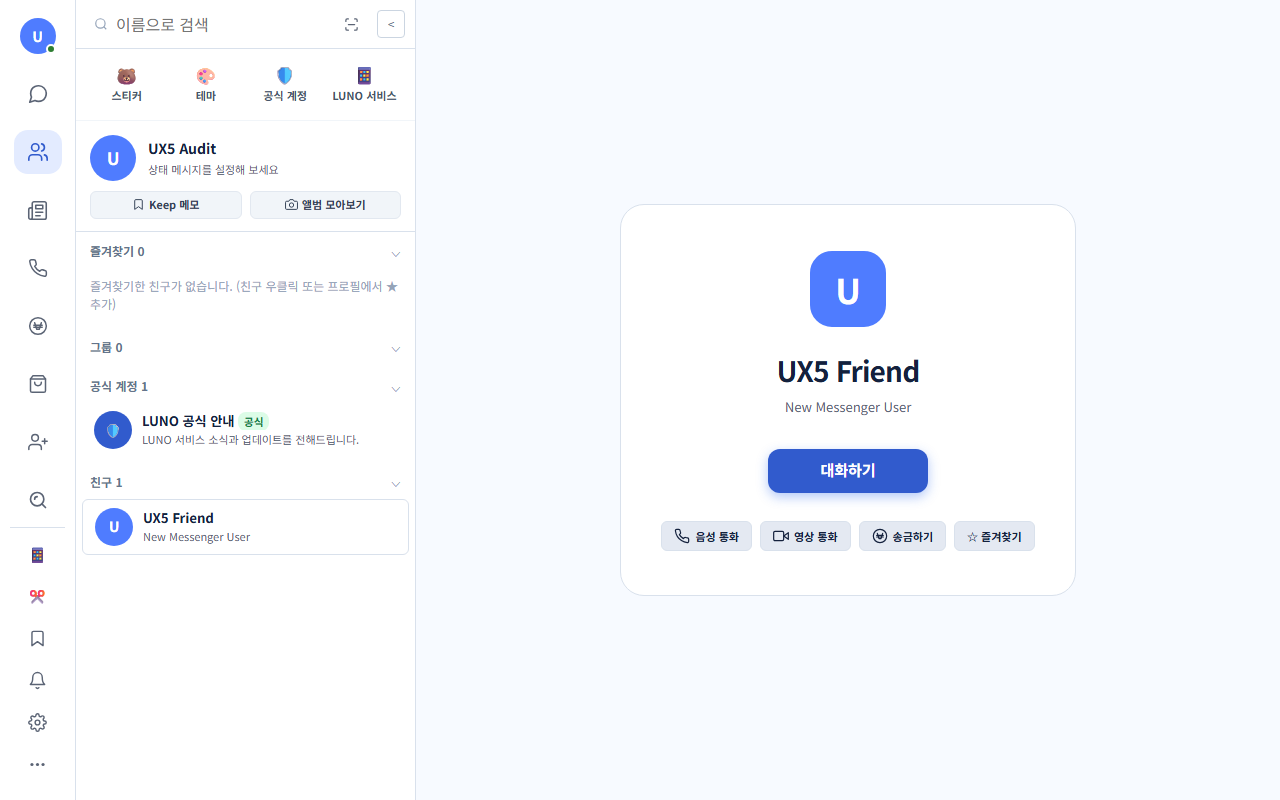 U
이름으로 검색
<
스티커
테마
공식 계정
LUNO 서비스
U
UX5 Audit
상태 메시지를 설정해 보세요
Keep 메모
앨범 모아보기
즐겨찾기 0
즐겨찾기한 친구가 없습니다. (친구 우클릭 또는 프로필에서 ★
추가)
그룹 0
공식 계정 1
LUNO 공식 안내 공식
LUNO 서비스 소식과 업데이트를 전해드립니다.
친구 1
U
UX5 Friend
New Messenger User
U
UX5 Friend
New Messenger User
대화하기
음성 통화
영상 통화
송금하기
☆ 즐겨찾기